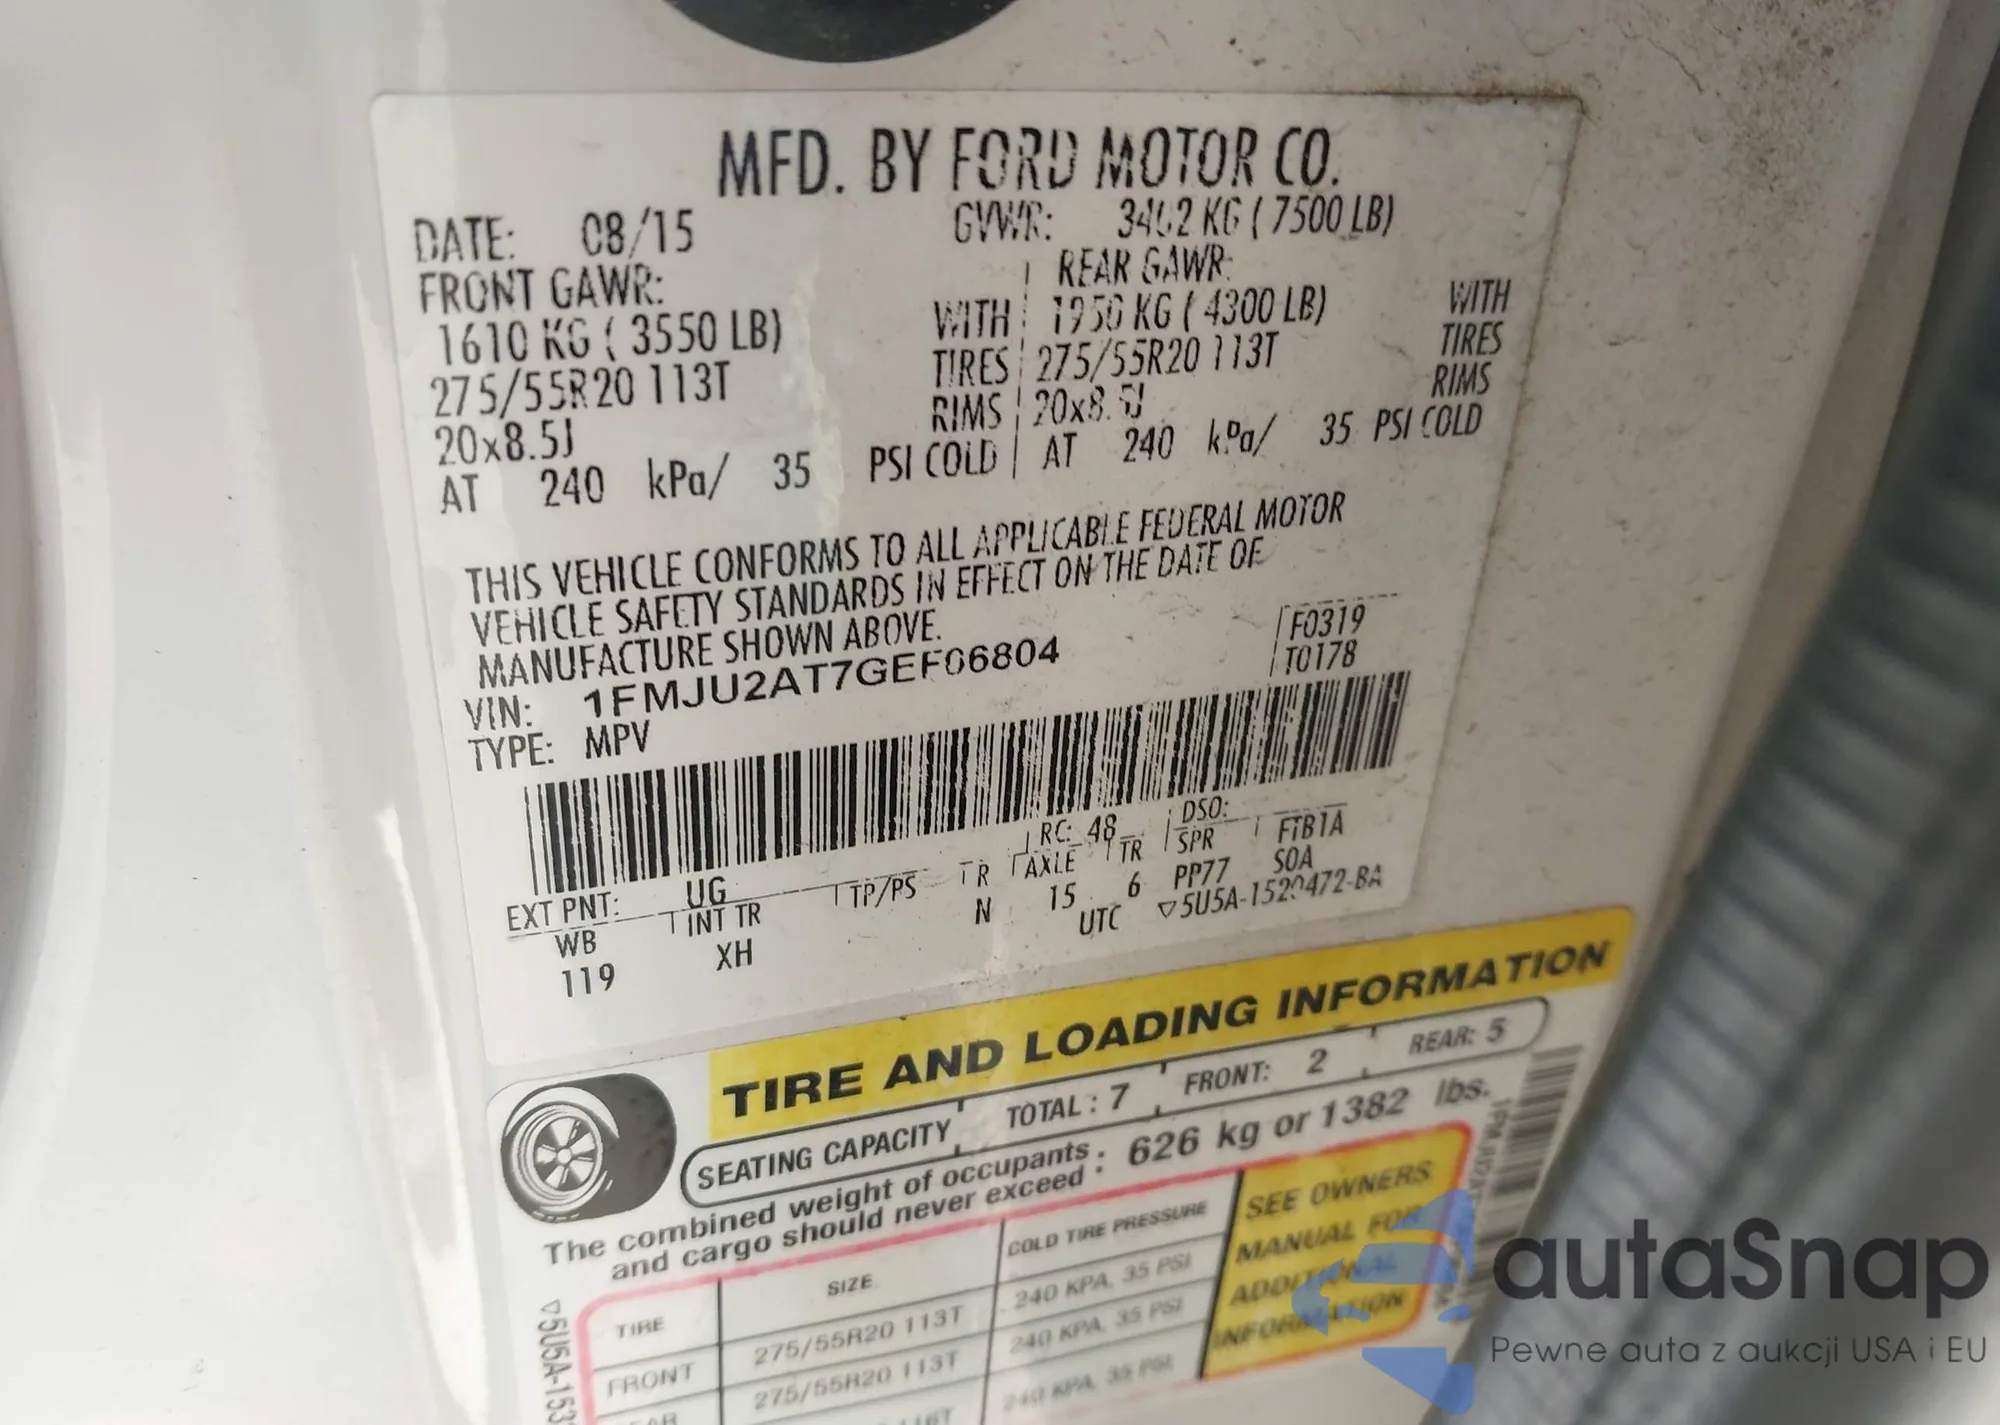 MFD. BY FORD MOTOR CO.
DATE: 08/15 GVWR: 3402 KG ( 7500 LB)
FRONT GAWR: REAR GAWR:
1610 KG ( 3550 LB) WITH 1950 KG ( 4300 LB) WITH
275/55R20 113T TIRES 275/55R20 113T TIRES
20x8.5J RIMS 20x8.5J RIMS
AT 240 kPa/ 35 PSI COLD AT 240 kPa/ 35 PSI COLD
THIS VEHICLE CONFORMS TO ALL APPLICABLE FEDERAL MOTOR
VEHICLE SAFETY STANDARDS IN EFFECT ON THE DATE OF
MANUFACTURE SHOWN ABOVE.
VIN: 1FMJU2AT7GEF06804 F0319
TYPE: MPV T0178
EXT PNT: UG RC: 48 DSO:
WB INT TR TP/PS R AXLE TR SPR FTB1A
119 XH N 15 6 PP77 SOA
UTC ▽5U5A-1520472-BA
TIRE AND LOADING INFORMATION
SEATING CAPACITY TOTAL : 7 FRONT: 2 REAR: 5
The combined weight of occupants
and cargo should never exceed : 626 kg or 1382 lbs.
TIRE SIZE COLD TIRE PRESSURE
FRONT 275/55R20 113T 240 KPA, 35 PSI
275/55R20 113T 240 KPA, 35 PSI
240 KPA, 35 PSI
SEE OWNERS
MANUAL FOR
ADDITIONAL
INFORMATION
▽5U5A-153
autaSnap
Pewne auta z aukcji USA i EU